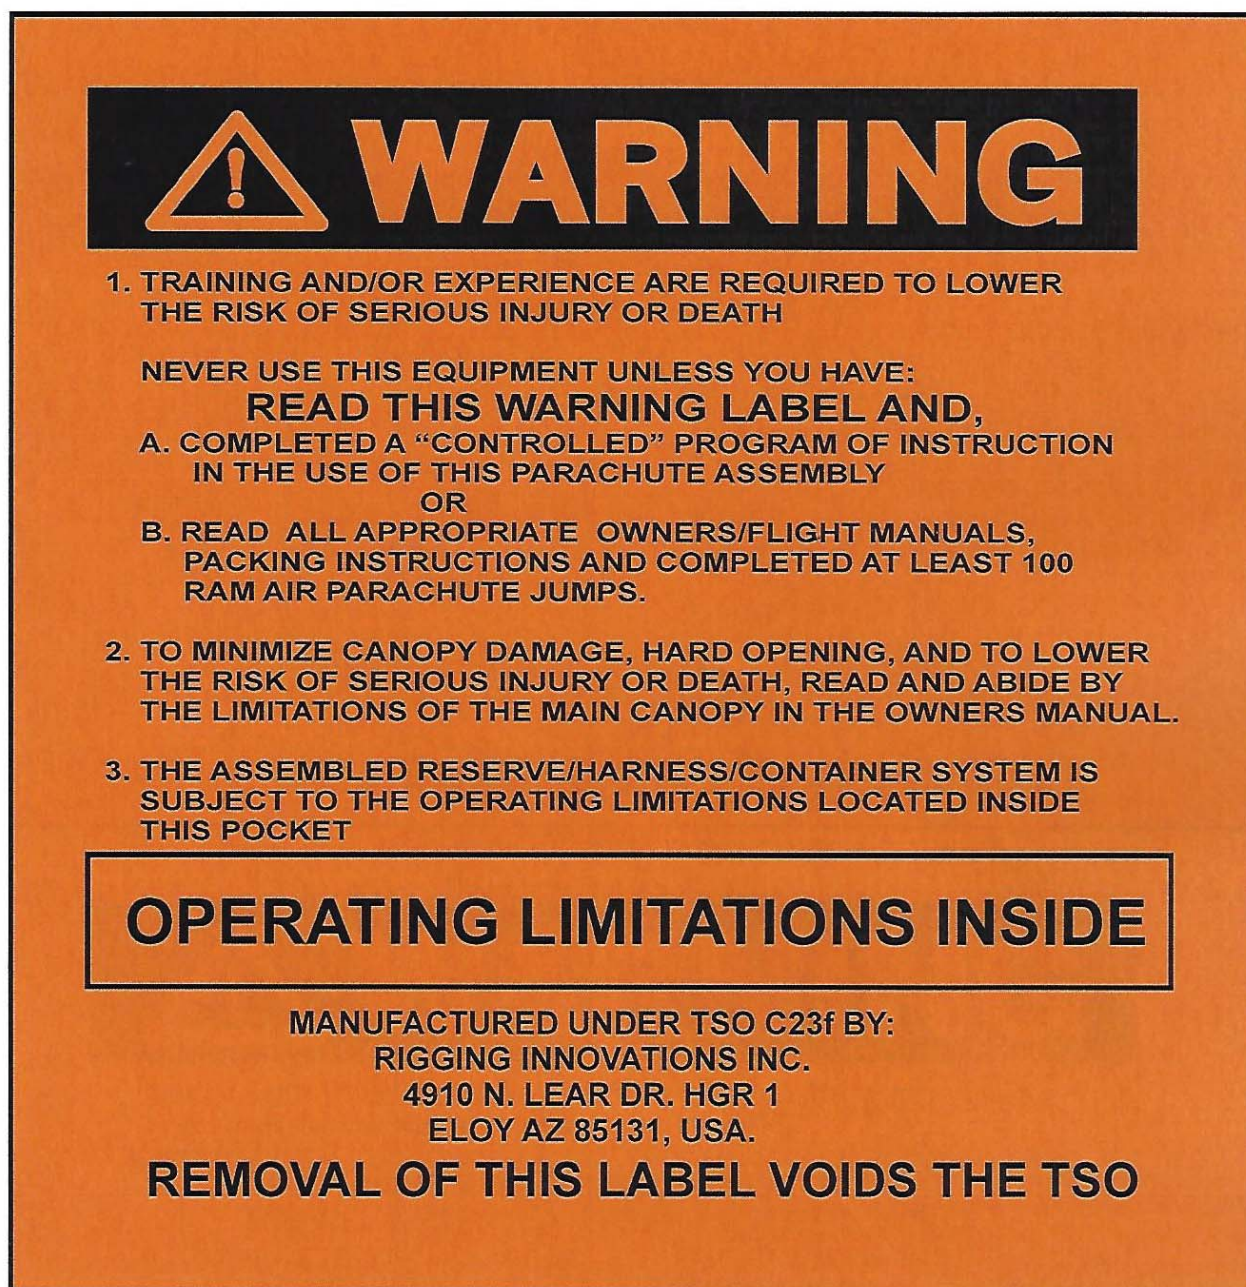 WARNING
1. TRAINING AND/OR EXPERIENCE ARE REQUIRED TO LOWER
THE RISK OF SERIOUS INJURY OR DEATH
NEVER USE THIS EQUIPMENT UNLESS YOU HAVE:
READ THIS WARNING LABEL AND,
A. COMPLETED A “CONTROLLED” PROGRAM OF INSTRUCTION
IN THE USE OF THIS PARACHUTE ASSEMBLY
OR
B. READ ALL APPROPRIATE OWNERS/FLIGHT MANUALS,
PACKING INSTRUCTIONS AND COMPLETED AT LEAST 100
RAM AIR PARACHUTE JUMPS.
2. TO MINIMIZE CANOPY DAMAGE, HARD OPENING, AND TO LOWER
THE RISK OF SERIOUS INJURY OR DEATH, READ AND ABIDE BY
THE LIMITATIONS OF THE MAIN CANOPY IN THE OWNERS MANUAL.
3. THE ASSEMBLED RESERVE/HARNESS/CONTAINER SYSTEM IS
SUBJECT TO THE OPERATING LIMITATIONS LOCATED INSIDE
THIS POCKET
OPERATING LIMITATIONS INSIDE
MANUFACTURED UNDER TSO C23f BY:
RIGGING INNOVATIONS INC.
4910 N. LEAR DR. HGR 1
ELOY AZ 85131, USA.
REMOVAL OF THIS LABEL VOIDS THE TSO